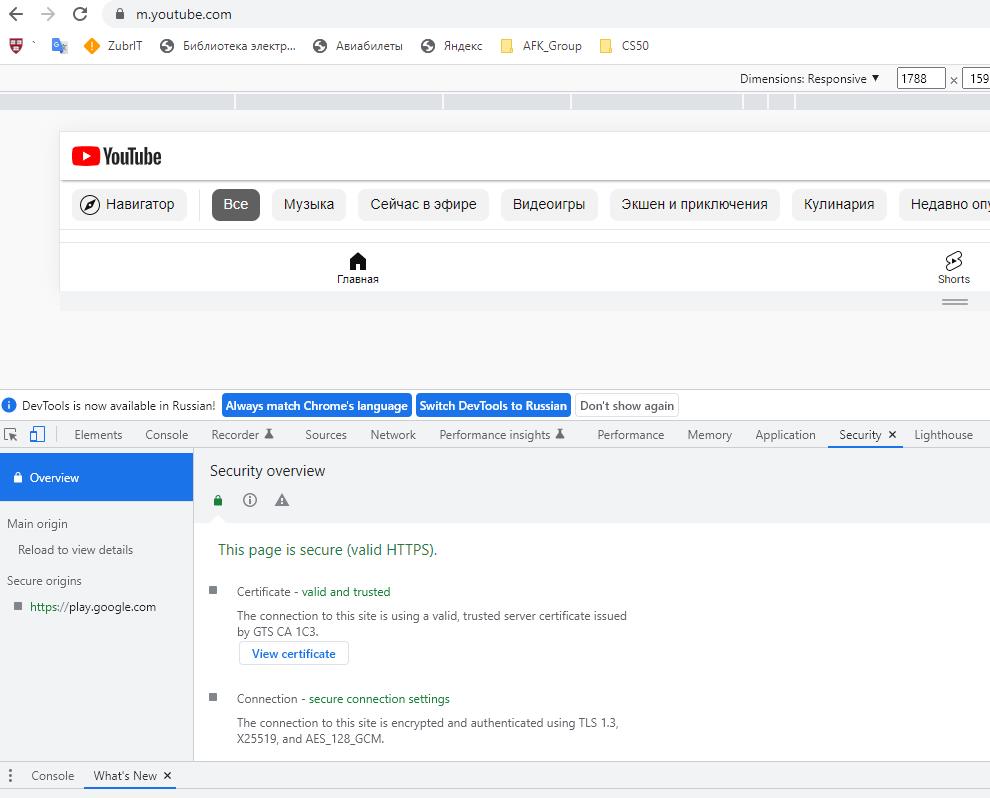 m.youtube.com
ZubrIT Библиотека электр... Авиабилеты Яндекс AFK_Group CS50
Dimensions: Responsive ▼ 1788 × 159
YouTube
Навигатор Все Музыка Сейчас в эфире Видеоигры Экшен и приключения Кулинария Недавно опу
Главная Shorts
DevTools is now available in Russian! Always match Chrome's language Switch DevTools to Russian Don't show again
Elements Console Recorder Sources Network Performance insights Performance Memory Application Security × Lighthouse
Overview
Main origin
Reload to view details
Secure origins
https://play.google.com
Security overview
This page is secure (valid HTTPS).
Certificate - valid and trusted
The connection to this site is using a valid, trusted server certificate issued
by GTS CA 1C3.
View certificate
Connection - secure connection settings
The connection to this site is encrypted and authenticated using TLS 1.3,
X25519, and AES_128_GCM.
Console What's New ×